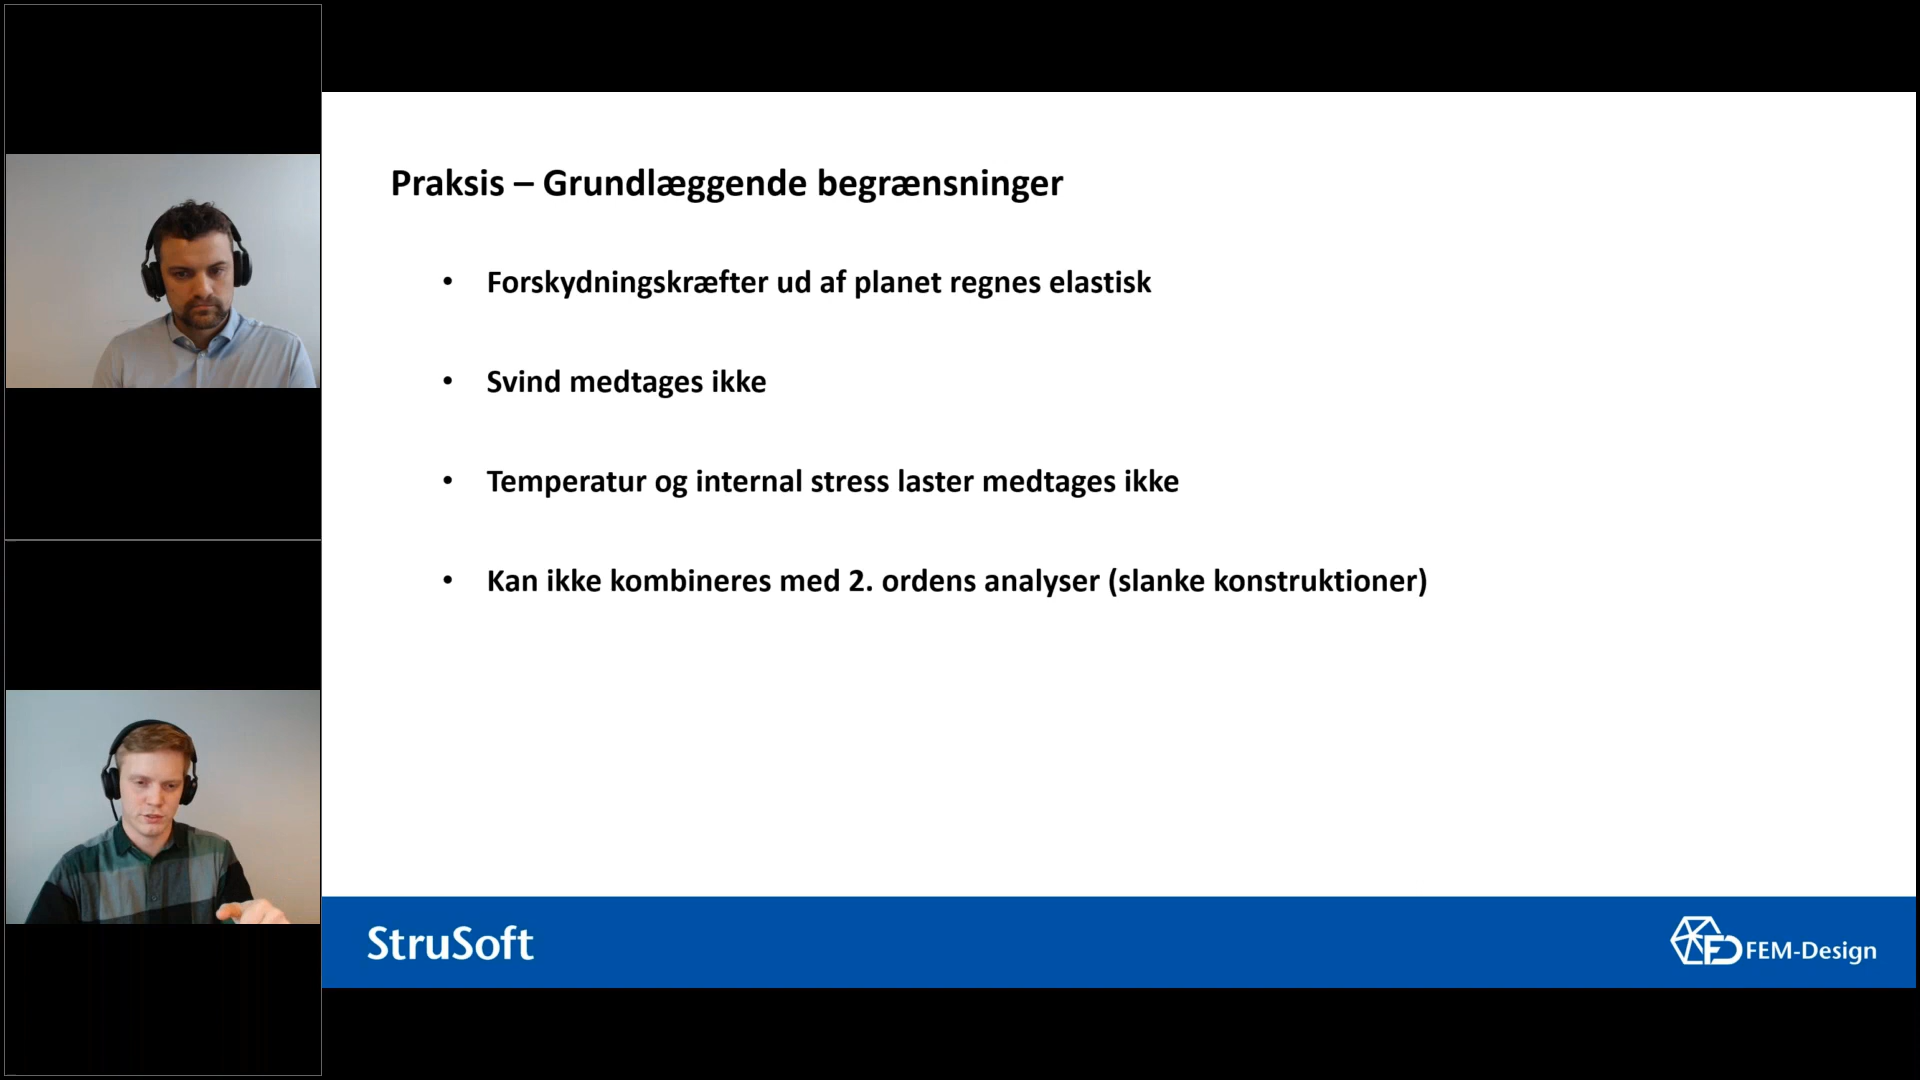 Praksis – Grundlæggende begrænsninger
• Forskydningskræfter ud af planet regnes elastisk
• Svind medtages ikke
• Temperatur og internal stress laster medtages ikke
• Kan ikke kombineres med 2. ordens analyser (slanke konstruktioner)
StruSoft
FD FEM-Design